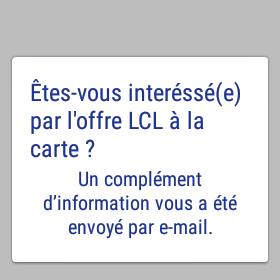 Êtes-vous interéssé(e)
par l'offre LCL à la
carte ?
Un complément
d’information vous a été
envoyé par e-mail.